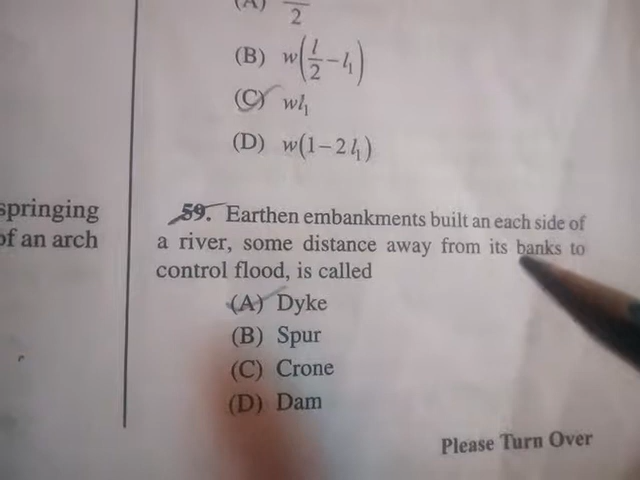 (A)
2
(B) w(l/2 − l₁)
(C) wl₁
(D) w(1−2l₁)
springing
of an arch
59. Earthen embankments built an each side of
a river, some distance away from its banks to
control flood, is called
(A) Dyke
(B) Spur
(C) Crone
(D) Dam
Please Turn Over